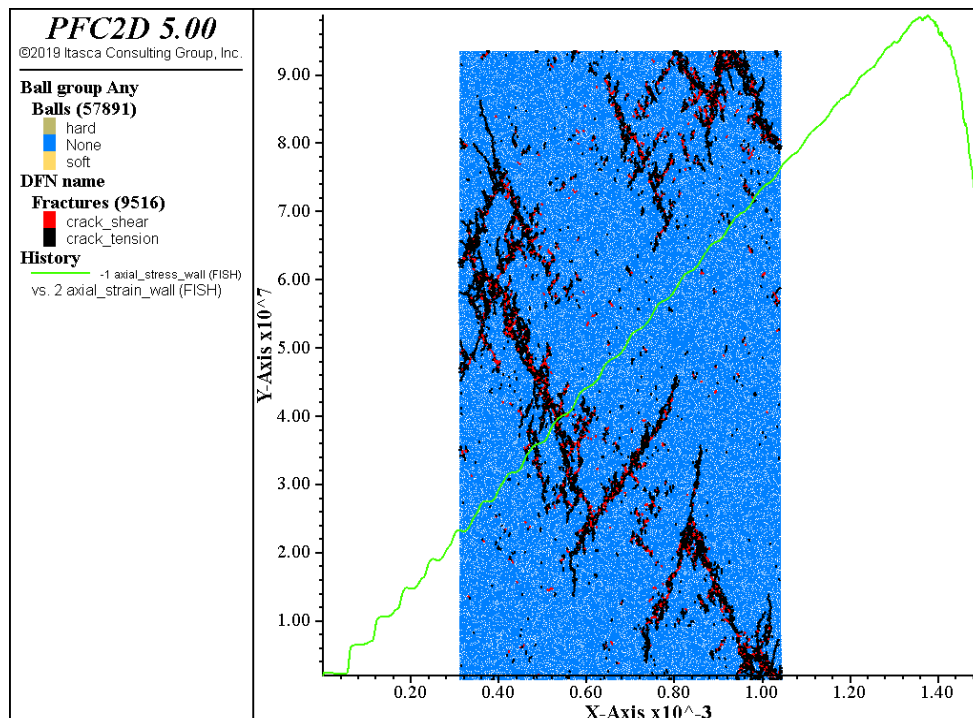 PFC2D 5.00
©2019 Itasca Consulting Group, Inc.
Ball group Any
Balls (57891)
hard
None
soft
DFN name
Fractures (9516)
crack_shear
crack_tension
History
-1 axial_stress_wall (FISH)
vs. 2 axial_strain_wall (FISH)
Y-Axis x10^7
9.00
8.00
7.00
6.00
5.00
4.00
3.00
2.00
1.00
0.20
0.40
0.60
0.80
1.00
1.20
1.40
X-Axis x10^-3